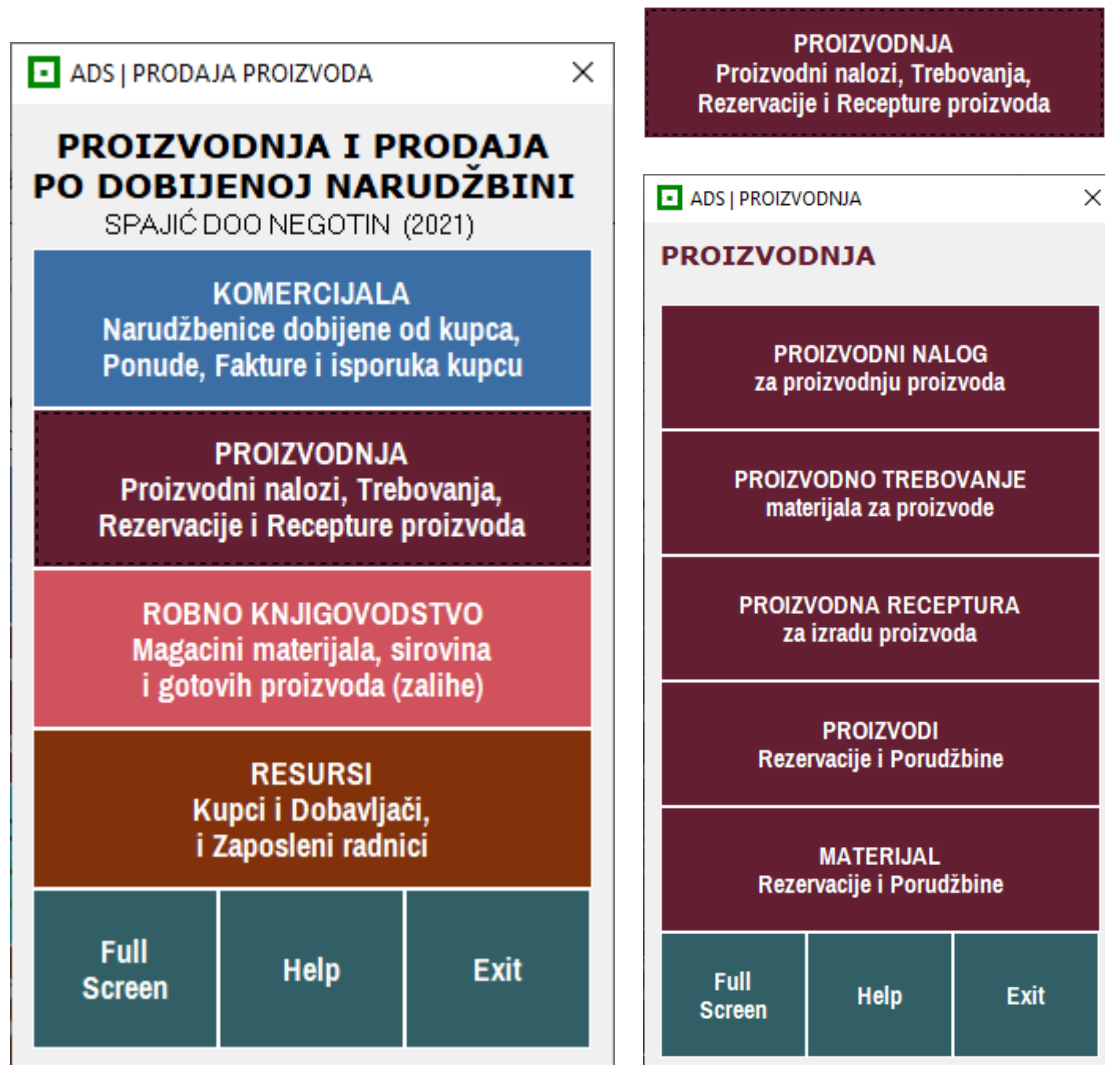 ADS | PRODAJA PROIZVODA
PROIZVODNJA I PRODAJA
PO DOBIJENOJ NARUDŽBINI
SPAJIĆ DOO NEGOTIN (2021)
KOMERCIJALA
Narudžbenice dobijene od kupca,
Ponude, Fakture i isporuka kupcu
PROIZVODNJA
Proizvodni nalozi, Trebovanja,
Rezervacije i Recepture proizvoda
ROBNO KNJIGOVODSTVO
Magacini materijala, sirovina
i gotovih proizvoda (zalihe)
RESURSI
Kupci i Dobavljači,
i Zaposleni radnici
Full
Screen
Help
Exit
PROIZVODNJA
Proizvodni nalozi, Trebovanja,
Rezervacije i Recepture proizvoda
ADS | PROIZVODNJA
PROIZVODNJA
PROIZVODNI NALOG
za proizvodnju proizvoda
PROIZVODNO TREBOVANJE
materijala za proizvode
PROIZVODNA RECEPTURA
za izradu proizvoda
PROIZVODI
Rezervacije i Porudžbine
MATERIJAL
Rezervacije i Porudžbine
Full
Screen
Help
Exit